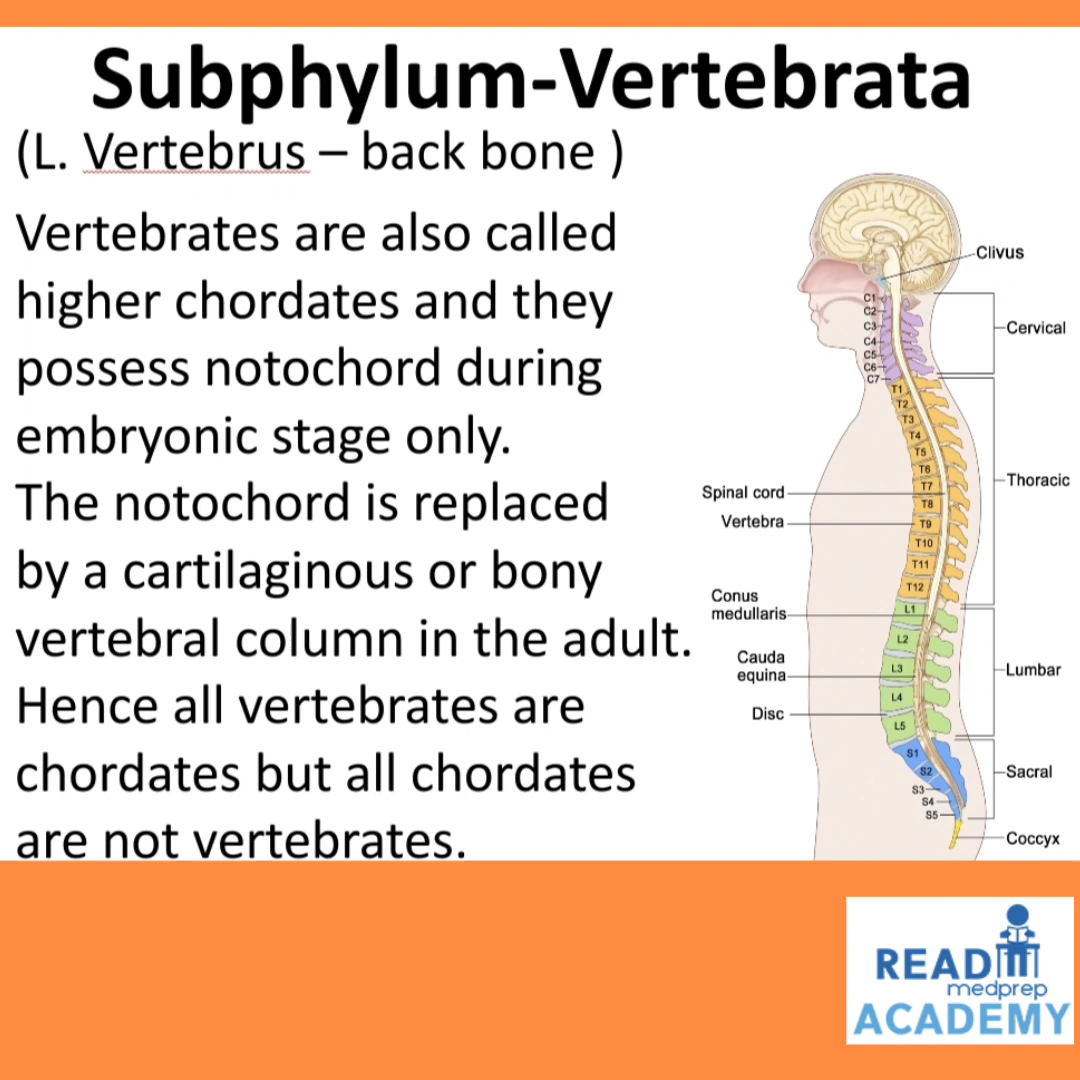 Subphylum-Vertebrata
(L. Vertebrus – back bone )
Vertebrates are also called
higher chordates and they
possess notochord during
embryonic stage only.
The notochord is replaced
by a cartilaginous or bony
vertebral column in the adult.
Hence all vertebrates are
chordates but all chordates
are not vertebrates.
Clivus
C1
C2
C3
C4
C5
C6
C7
Cervical
T1
T2
T3
T4
T5
T6
T7
T8
T9
T10
T11
T12
Thoracic
Spinal cord
Vertebra
Conus
medullaris
L1
L2
L3
L4
L5
Cauda
equina
Disc
Lumbar
S1
S2
S3
S4
S5
Sacral
Coccyx
READ
medprep
ACADEMY